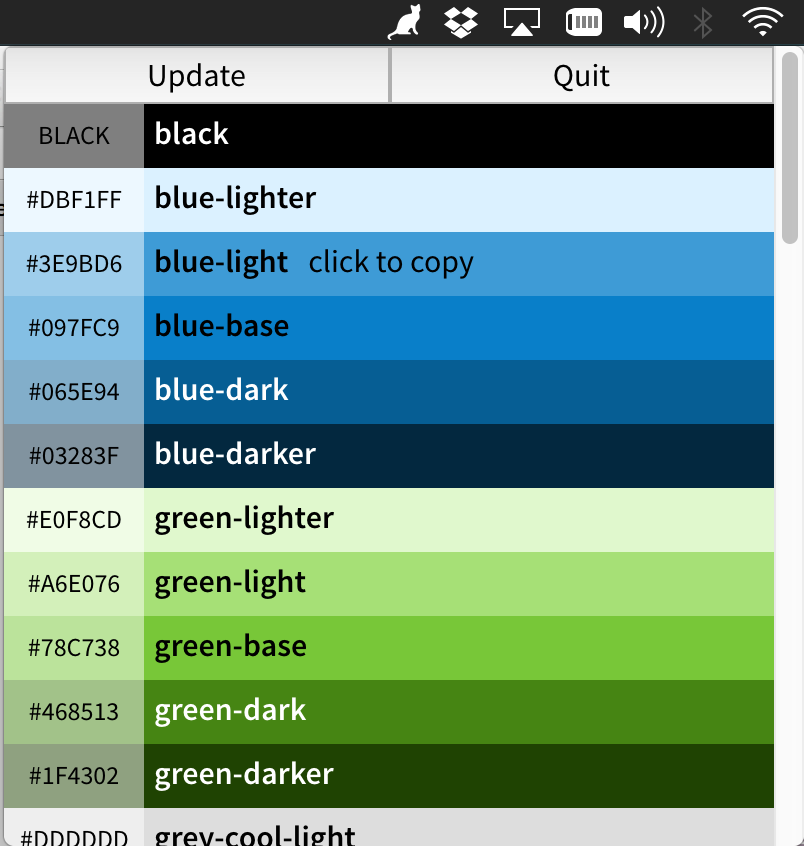 Update Quit
BLACK black
#DBF1FF blue-lighter
#3E9BD6 blue-light click to copy
#097FC9 blue-base
#065E94 blue-dark
#03283F blue-darker
#E0F8CD green-lighter
#A6E076 green-light
#78C738 green-base
#468513 green-dark
#1F4302 green-darker
#DDDDDD grey-cool-light